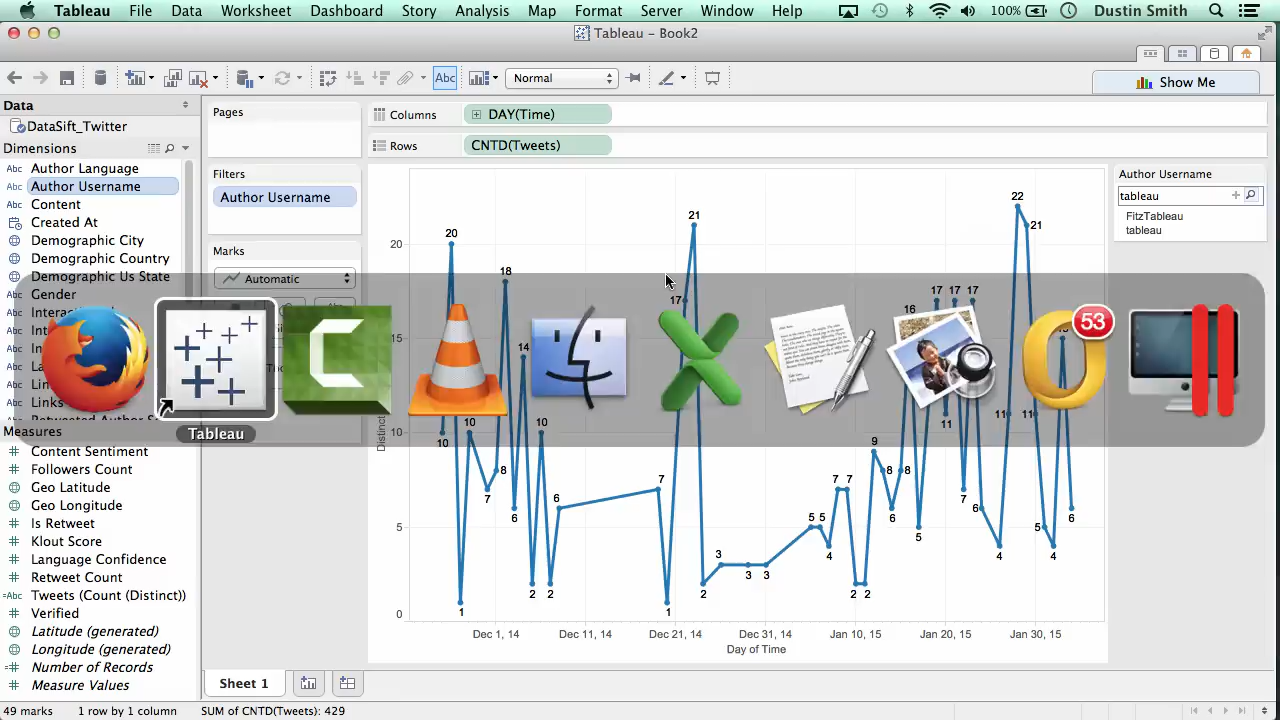 Tableau File Data Worksheet Dashboard Story Analysis Map Format Server Window Help 100% Dustin Smith
Tableau - Book2
Abc Normal Show Me
Data
DataSift_Twitter
Dimensions
Abc Author Language
Abc Author Username
Abc Content
Created At
Demographic City
Demographic Country
Demographic Us State
Gender
Links
Measures
Content Sentiment
Followers Count
Geo Latitude
Geo Longitude
Is Retweet
Klout Score
Language Confidence
Retweet Count
=Abc Tweets (Count (Distinct))
Verified
Latitude (generated)
Longitude (generated)
Number of Records
Measure Values
Pages
Filters
Author Username
Marks
Automatic
Columns DAY(Time)
Rows CNTD(Tweets)
Author Username
tableau
FitzTableau
tableau
53
Tableau
20
15
10
5
0
10
20
1
10
7
8
18
6
14
2
10
2
6
7
1
17
21
2
3
3
3
5
5
4
7
7
2
2
9
8
6
8
16
5
17
11
17
7
17
6
4
11
22
21
11
5
4
6
Dec 1, 14 Dec 11, 14 Dec 21, 14 Dec 31, 14 Jan 10, 15 Jan 20, 15 Jan 30, 15
Day of Time
Sheet 1
49 marks 1 row by 1 column SUM of CNTD(Tweets): 429